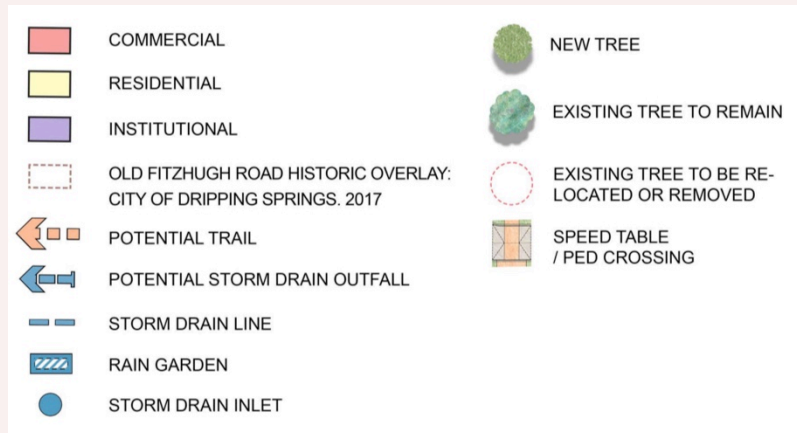 COMMERCIAL
RESIDENTIAL
INSTITUTIONAL
OLD FITZHUGH ROAD HISTORIC OVERLAY:
CITY OF DRIPPING SPRINGS. 2017
POTENTIAL TRAIL
POTENTIAL STORM DRAIN OUTFALL
STORM DRAIN LINE
RAIN GARDEN
STORM DRAIN INLET
NEW TREE
EXISTING TREE TO REMAIN
EXISTING TREE TO BE RE-
LOCATED OR REMOVED
SPEED TABLE
/ PED CROSSING